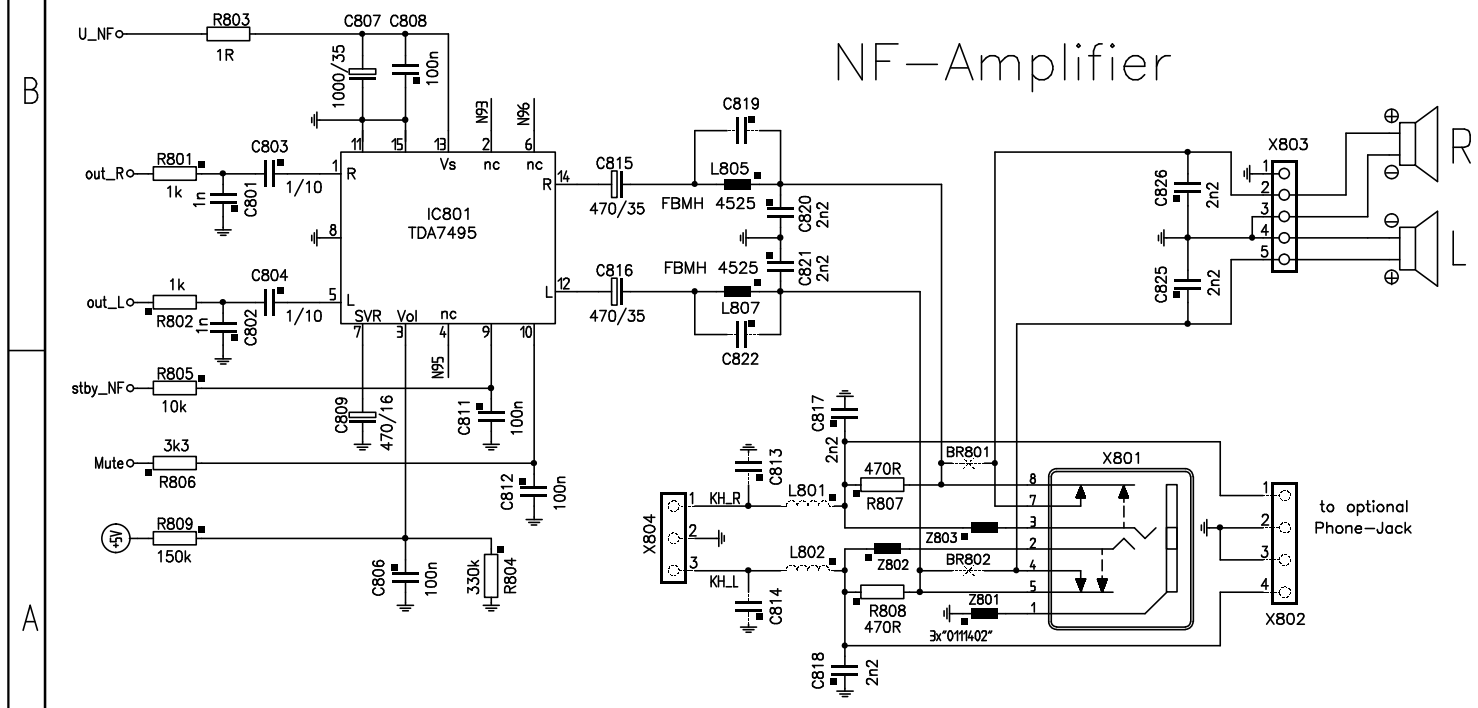 NF-Amplifier
B
A
U_NF
R803
1R
C807
1000/35
C808
100n
N93
N96
11
15
13
2
6
Vs
nc
nc
out_R
R801
1k
1n
C801
C803
1/10
1
R
8
IC801
TDA7495
R
14
L
12
out_L
1k
R802
1n
C802
C804
1/10
5
L
SVR
Vol
nc
7
3
4
9
10
N95
stby_NF
R805
10k
C809
470/16
C811
100n
Mute
3k3
R806
C812
100n
+5V
R809
150k
C806
100n
330k
R804
C815
470/35
C816
470/35
C819
L805
FBMH 4525
C820
2n2
FBMH 4525
C821
2n2
L807
C822
X803
1
2
3
4
5
C826
2n2
C825
2n2
⊕
R
⊖
⊖
L
⊕
C817
2n2
BR801
X801
470R
R807
8
7
3
2
4
5
1
X804
1
2
3
KH_R
KH_L
C813
C814
L801
L802
Z803
Z802
BR802
R808
470R
Z801
3x"0111402"
C818
2n2
1
2
3
4
X802
to optional
Phone-Jack